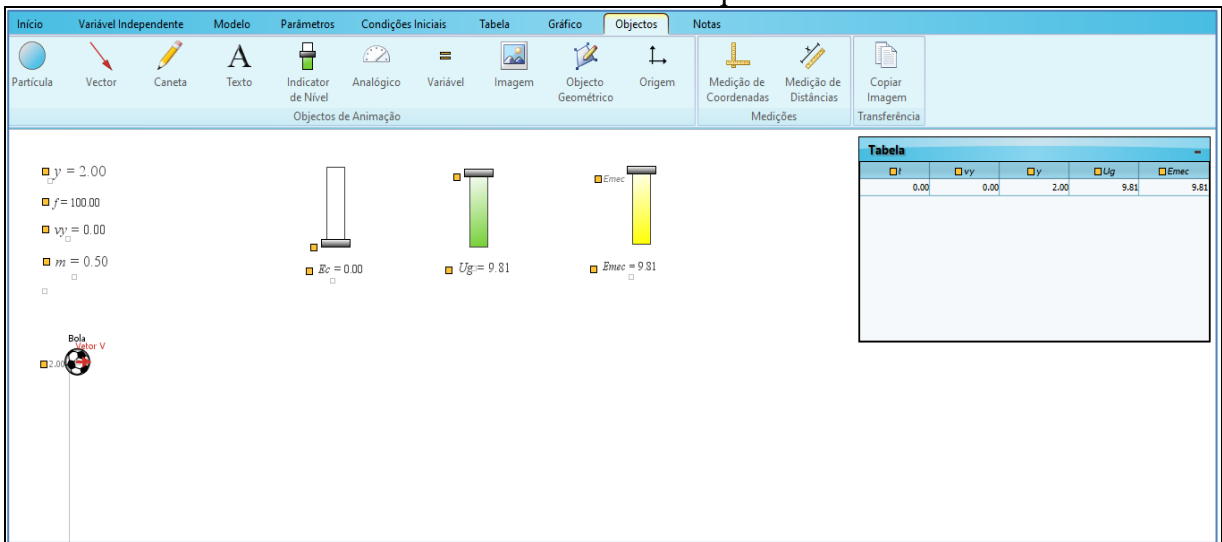 Início Variável Independente Modelo Parâmetros Condições Iniciais Tabela Gráfico Objectos Notas
Partícula Vector Caneta Texto Indicator de Nível Analógico Variável Imagem Objecto Geométrico Origem Medição de Coordenadas Medição de Distâncias Copiar Imagem
Objectos de Animação Medições Transferência
y = 2.00
f = 100.00
vy = 0.00
m = 0.50
Ec = 0.00
Ug = 9.81
Emec
Emec = 9.81
Tabela
t vy y Ug Emec
0.00 0.00 2.00 9.81 9.81
Bola
Vetor V
2.00